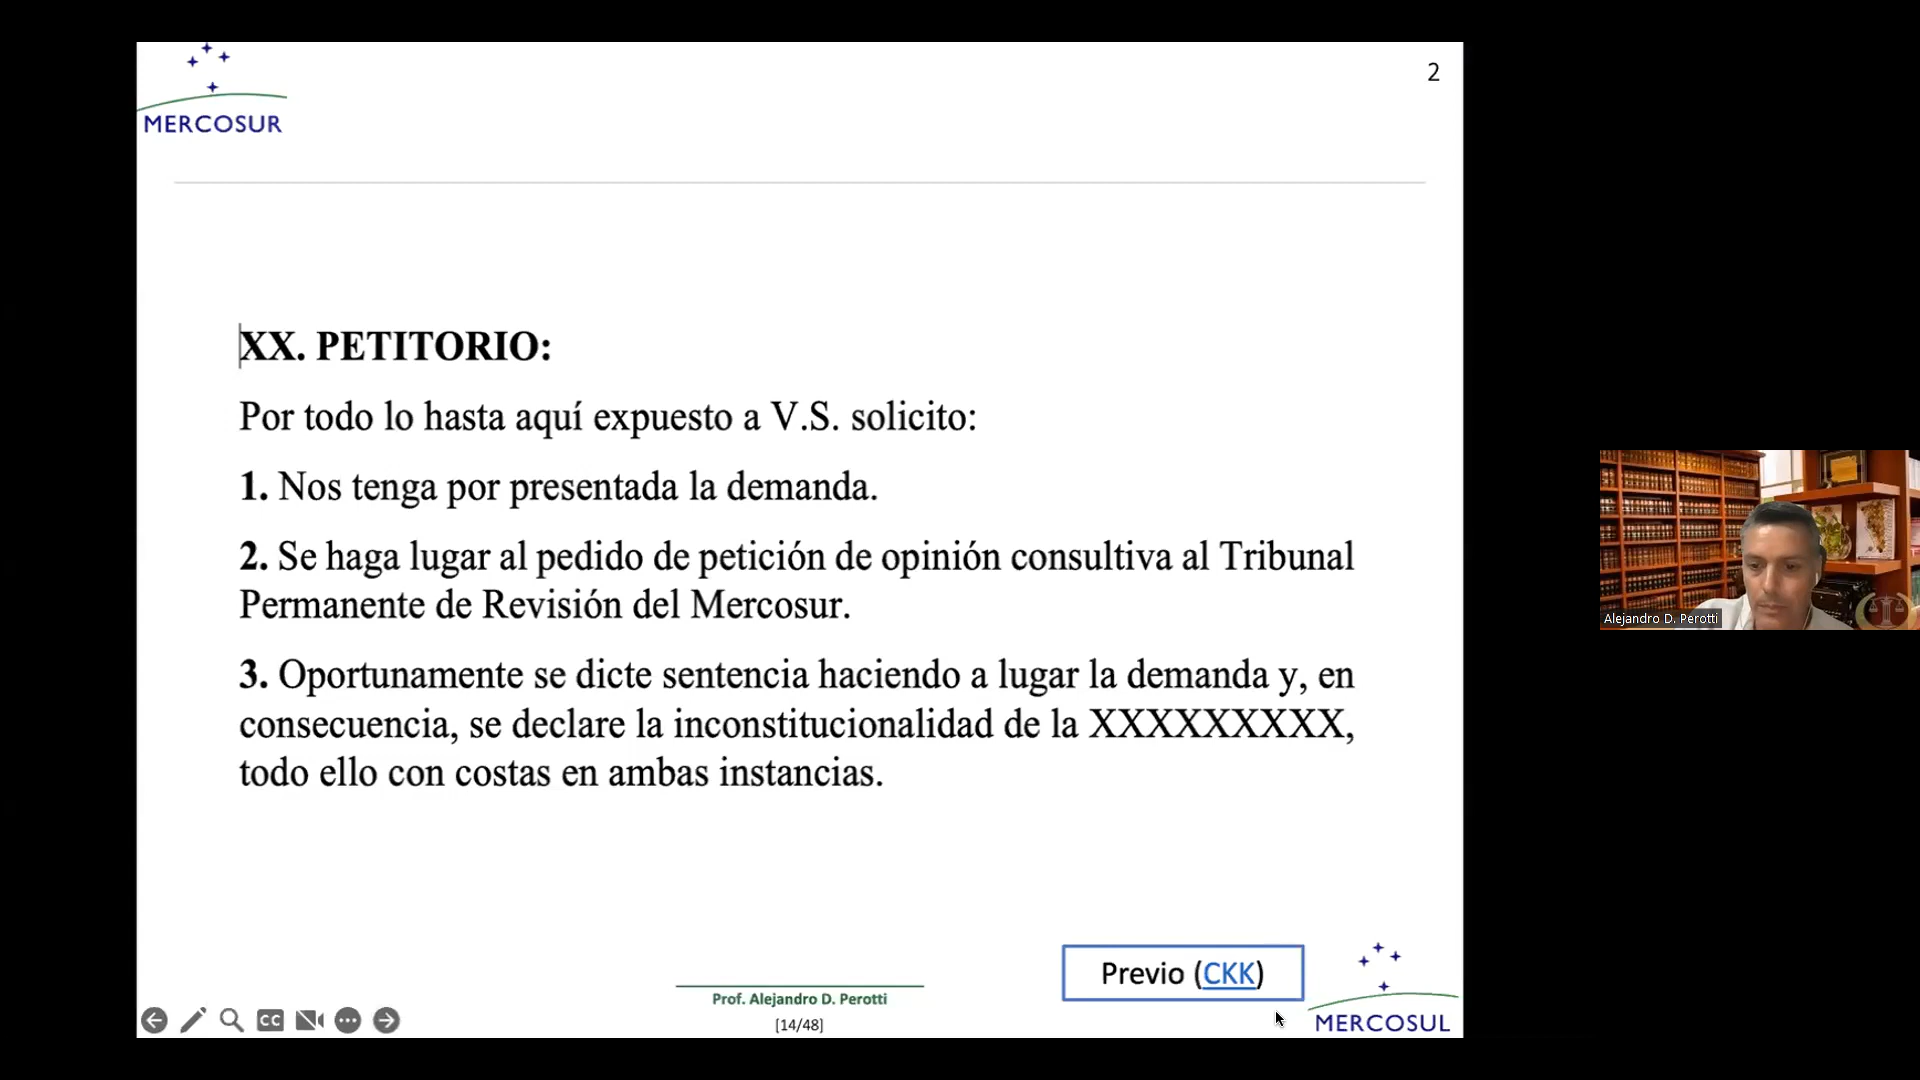 MERCOSUR
2
XX. PETITORIO:
Por todo lo hasta aquí expuesto a V.S. solicito:
1. Nos tenga por presentada la demanda.
2. Se haga lugar al pedido de petición de opinión consultiva al Tribunal
Permanente de Revisión del Mercosur.
3. Oportunamente se dicte sentencia haciendo a lugar la demanda y, en
consecuencia, se declare la inconstitucionalidad de la XXXXXXXXX,
todo ello con costas en ambas instancias.
Alejandro D. Perotti
Previo (CKK)
Prof. Alejandro D. Perotti
[14/48]
CC
MERCOSUL